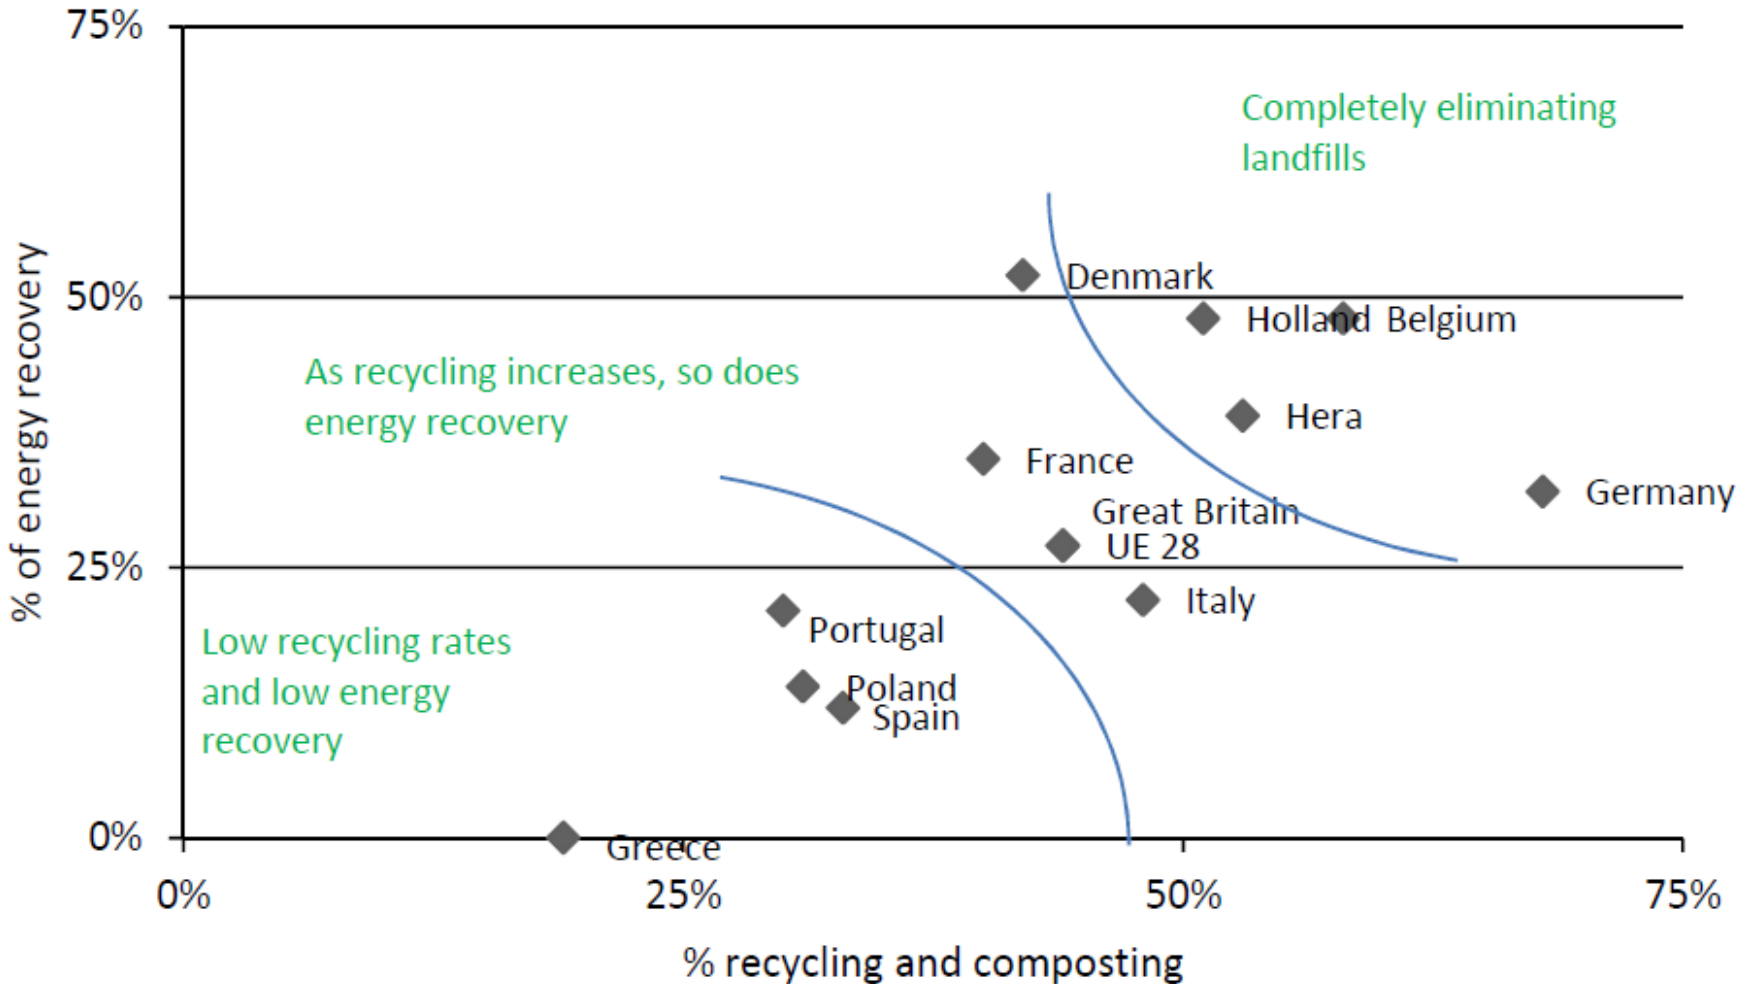 75%
Completely eliminating
landfills
Denmark
50%
Holland
Belgium
As recycling increases, so does
energy recovery
Hera
France
Germany
Great Britain
UE 28
25%
Italy
Portugal
Low recycling rates
and low energy
recovery
Poland
Spain
0%
Greece
0%
25%
50%
75%
% recycling and composting
% of energy recovery